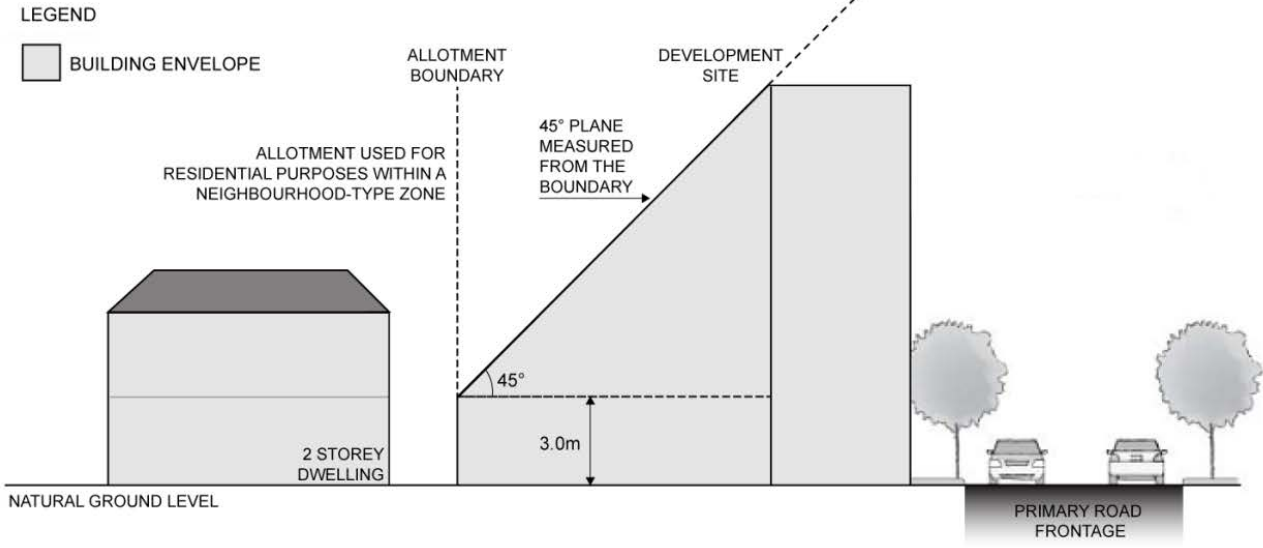 LEGEND
BUILDING ENVELOPE
ALLOTMENT
BOUNDARY
DEVELOPMENT
SITE
45° PLANE
MEASURED
FROM THE
BOUNDARY
ALLOTMENT USED FOR
RESIDENTIAL PURPOSES WITHIN A
NEIGHBOURHOOD-TYPE ZONE
45°
3.0m
2 STOREY
DWELLING
NATURAL GROUND LEVEL
PRIMARY ROAD
FRONTAGE